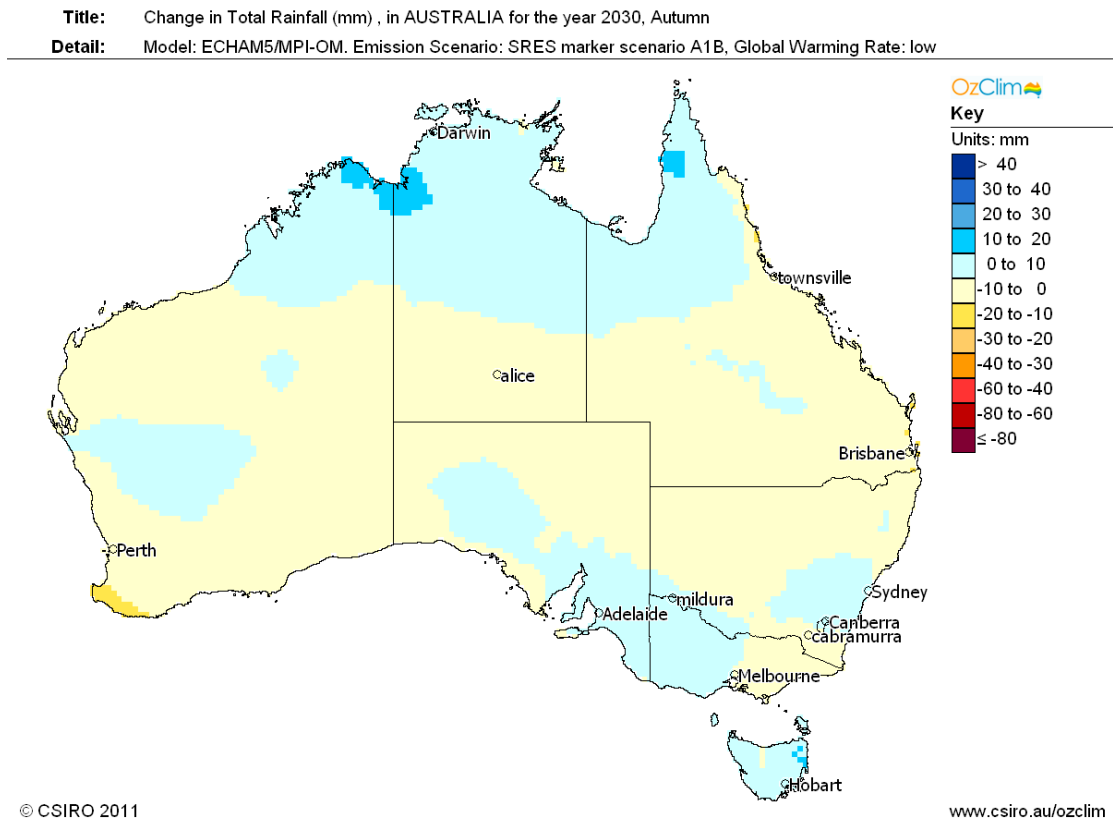 Title: Change in Total Rainfall (mm) , in AUSTRALIA for the year 2030, Autumn
Detail: Model: ECHAM5/MPI-OM. Emission Scenario: SRES marker scenario A1B, Global Warming Rate: low
OzClim
Key
Units: mm
> 40
30 to 40
20 to 30
10 to 20
0 to 10
-10 to 0
-20 to -10
-30 to -20
-40 to -30
-60 to -40
-80 to -60
≤ -80
Darwin
townsville
alice
Brisbane
Perth
Sydney
mildura
Adelaide
Canberra
cabramurra
Melbourne
Hobart
© CSIRO 2011
www.csiro.au/ozclim